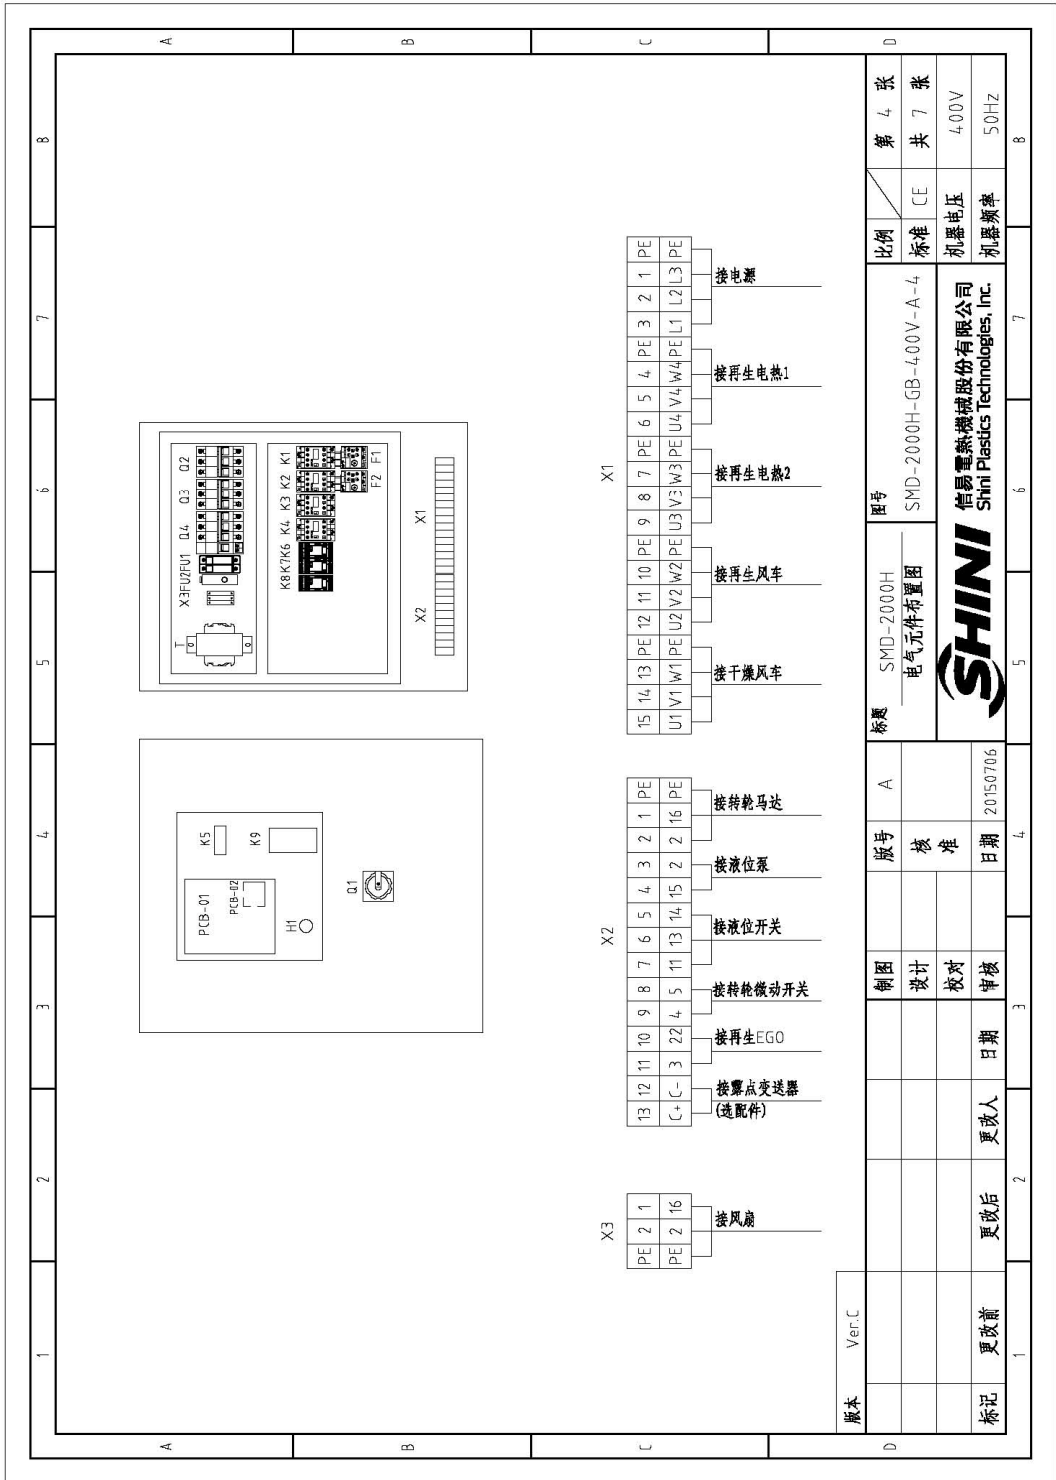 1 2 3 4 5 6 7 8
A
B
C
D
PCB-01
PCB-02
K5
K9
H1
Q1
T
X3FU2FU1
Q4
Q3
Q2
K8K7K6
K4
K3
K2
K1
F2
F1
X2
X1
X3
PE 2 1
PE 2 16
接风扇
X2
13 12 11 10 9 8 7 6 5 4 3 2 1 PE
C+ C- 3 22 4 5 11 13 14 15 2 2 16 PE
接露点变送器
(选配件)
接再生EGO
接转轮微动开关
接液位开关
接液位泵
接转轮马达
X1
15 14 13 PE 12 11 10 PE 9 8 7 PE 6 5 4 PE 3 2 1 PE
U1 V1 W1 PE U2 V2 W2 PE U3 V3 W3 PE U4 V4 W4 PE L1 L2 L3 PE
接干燥风车
接再生风车
接再生电热2
接再生电热1
接电源
版本
Ver.C
标记
更改前
更改后
更改人
日期
制图
设计
校对
审核
版号
A
核
准
日期
20150706
标题
SMD-2000H
电气元件布置图
图号
SMD-2000H-GB-400V-A-4
SHINI
信易電熱機械股份有限公司
Shini Plastics Technologies, Inc.
比例
第 4 张
标准
CE
共 7 张
机器电压
400V
机器频率
50Hz
A
B
C
D
1 2 3 4 5 6 7 8